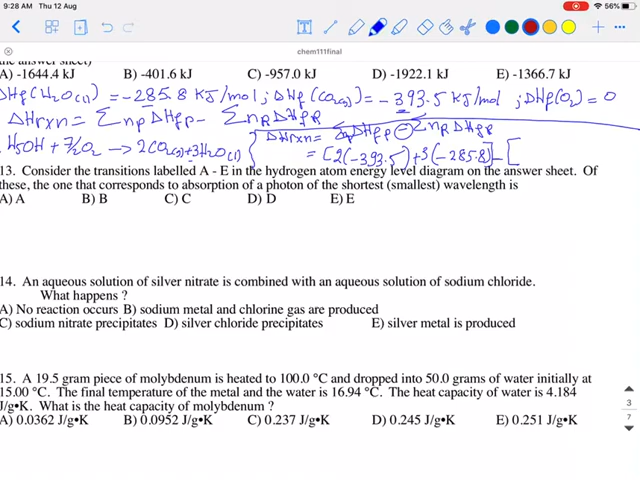 9:28 AM Thu 12 Aug
56%
chem111final
the answer sheet)
A) -1644.4 kJ B) -401.6 kJ C) -957.0 kJ D) -1922.1 kJ E) -1366.7 kJ
ΔHf(H2O(l)) = -285.8 KJ/mol; ΔHf(CO2(g)) = -393.5 KJ/mol; ΔHf(O2) = 0
ΔHrxn = Σnp ΔHfp - ΣnR ΔHfR
ΔHrxn = Σnp ΔHfp - ΣnR ΔHfR
H5OH + 7/2O2 → 2CO2(g) + 3H2O(l) = [2(-393.5) + 3(-285.8)] - [
13. Consider the transitions labelled A - E in the hydrogen atom energy level diagram on the answer sheet. Of
these, the one that corresponds to absorption of a photon of the shortest (smallest) wavelength is
A) A B) B C) C D) D E) E
14. An aqueous solution of silver nitrate is combined with an aqueous solution of sodium chloride.
What happens ?
A) No reaction occurs B) sodium metal and chlorine gas are produced
C) sodium nitrate precipitates D) silver chloride precipitates E) silver metal is produced
15. A 19.5 gram piece of molybdenum is heated to 100.0 °C and dropped into 50.0 grams of water initially at
15.00 °C. The final temperature of the metal and the water is 16.94 °C. The heat capacity of water is 4.184
J/g•K. What is the heat capacity of molybdenum ?
A) 0.0362 J/g•K B) 0.0952 J/g•K C) 0.237 J/g•K D) 0.245 J/g•K E) 0.251 J/g•K
3
7